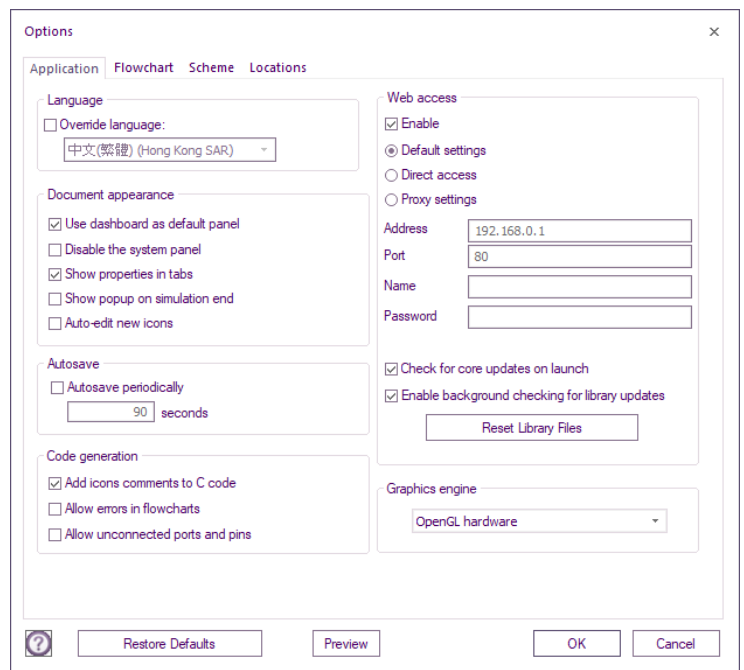 Options
Application Flowchart Scheme Locations
Language
Override language:
中文(繁體) (Hong Kong SAR)
Document appearance
Use dashboard as default panel
Disable the system panel
Show properties in tabs
Show popup on simulation end
Auto-edit new icons
Autosave
Autosave periodically
90 seconds
Code generation
Add icons comments to C code
Allow errors in flowcharts
Allow unconnected ports and pins
Web access
Enable
Default settings
Direct access
Proxy settings
Address 192.168.0.1
Port 80
Name
Password
Check for core updates on launch
Enable background checking for library updates
Reset Library Files
Graphics engine
OpenGL hardware
? Restore Defaults Preview OK Cancel